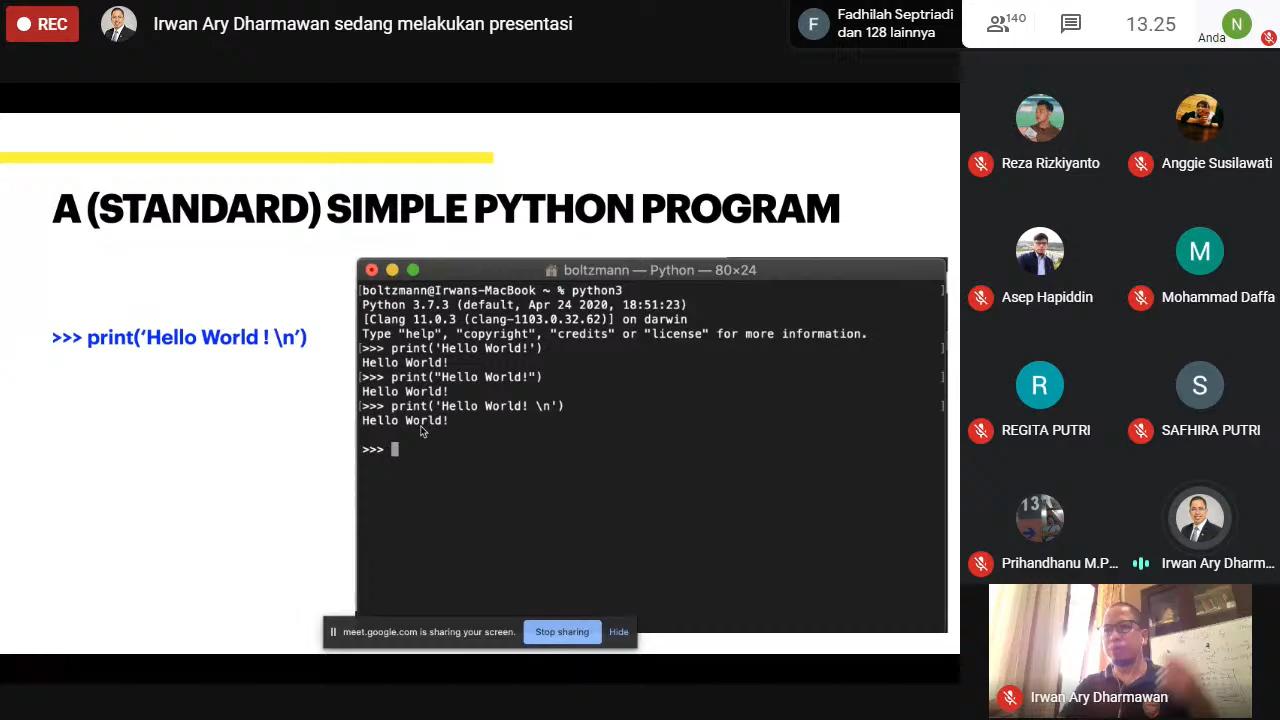 REC
Irwan Ary Dharmawan sedang melakukan presentasi
F
Fadhilah Septriadi
dan 128 lainnya
140
13.25
Anda
N
A (STANDARD) SIMPLE PYTHON PROGRAM
>>> print(‘Hello World ! \n’)
boltzmann — Python — 80×24
[boltzmann@Irwans-MacBook ~ % python3 ]
Python 3.7.3 (default, Apr 24 2020, 18:51:23)
[Clang 11.0.3 (clang-1103.0.32.62)] on darwin
Type "help", "copyright", "credits" or "license" for more information.
[>>> print('Hello World!') ]
Hello World!
[>>> print("Hello World!") ]
Hello World!
[>>> print('Hello World! \n') ]
Hello World!
>>>
meet.google.com is sharing your screen.
Stop sharing
Hide
Reza Rizkiyanto
Anggie Susilawati
Asep Hapiddin
M
Mohammad Daffa
R
REGITA PUTRI
S
SAFHIRA PUTRI
13
Prihandhanu M.P...
Irwan Ary Dharm...
Irwan Ary Dharmawan